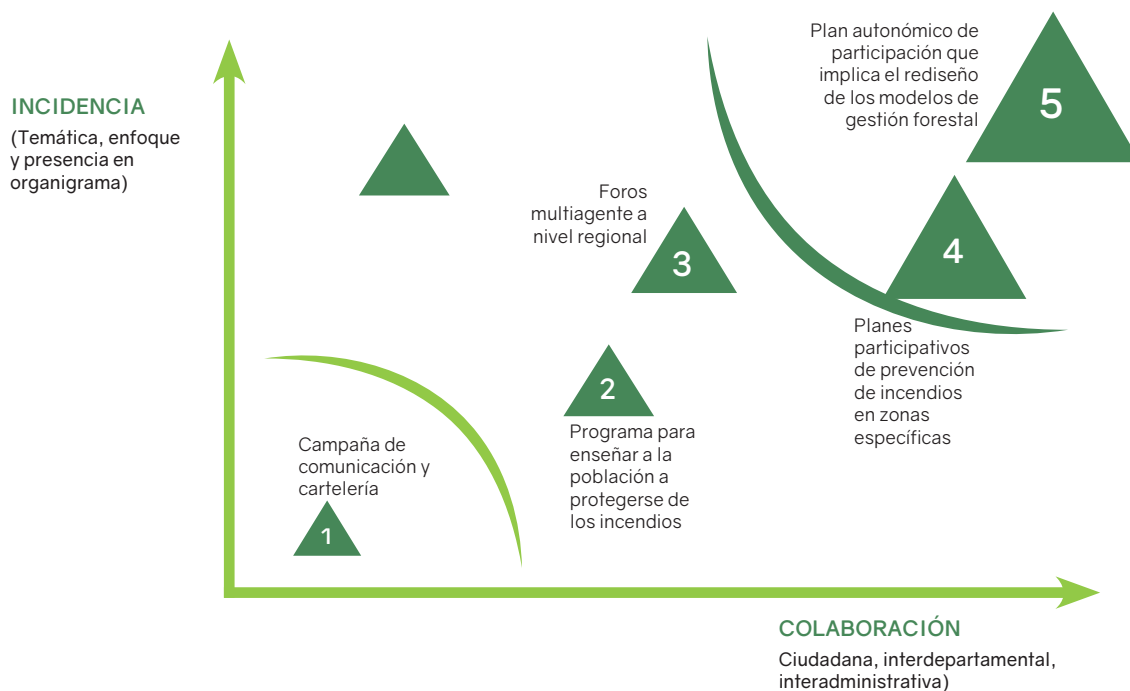 INCIDENCIA
(Temática, enfoque
y presencia en
organigrama)
Plan autonómico de
participación que
implica el rediseño
de los modelos de
gestión forestal
5
Foros
multiagente a
nivel regional
3
4
Planes
participativos
de prevención
de incendios
en zonas
específicas
2
Programa para
enseñar a la
población a
protegerse de
los incendios
Campaña de
comunicación y
cartelería
1
COLABORACIÓN
Ciudadana, interdepartamental,
interadministrativa)